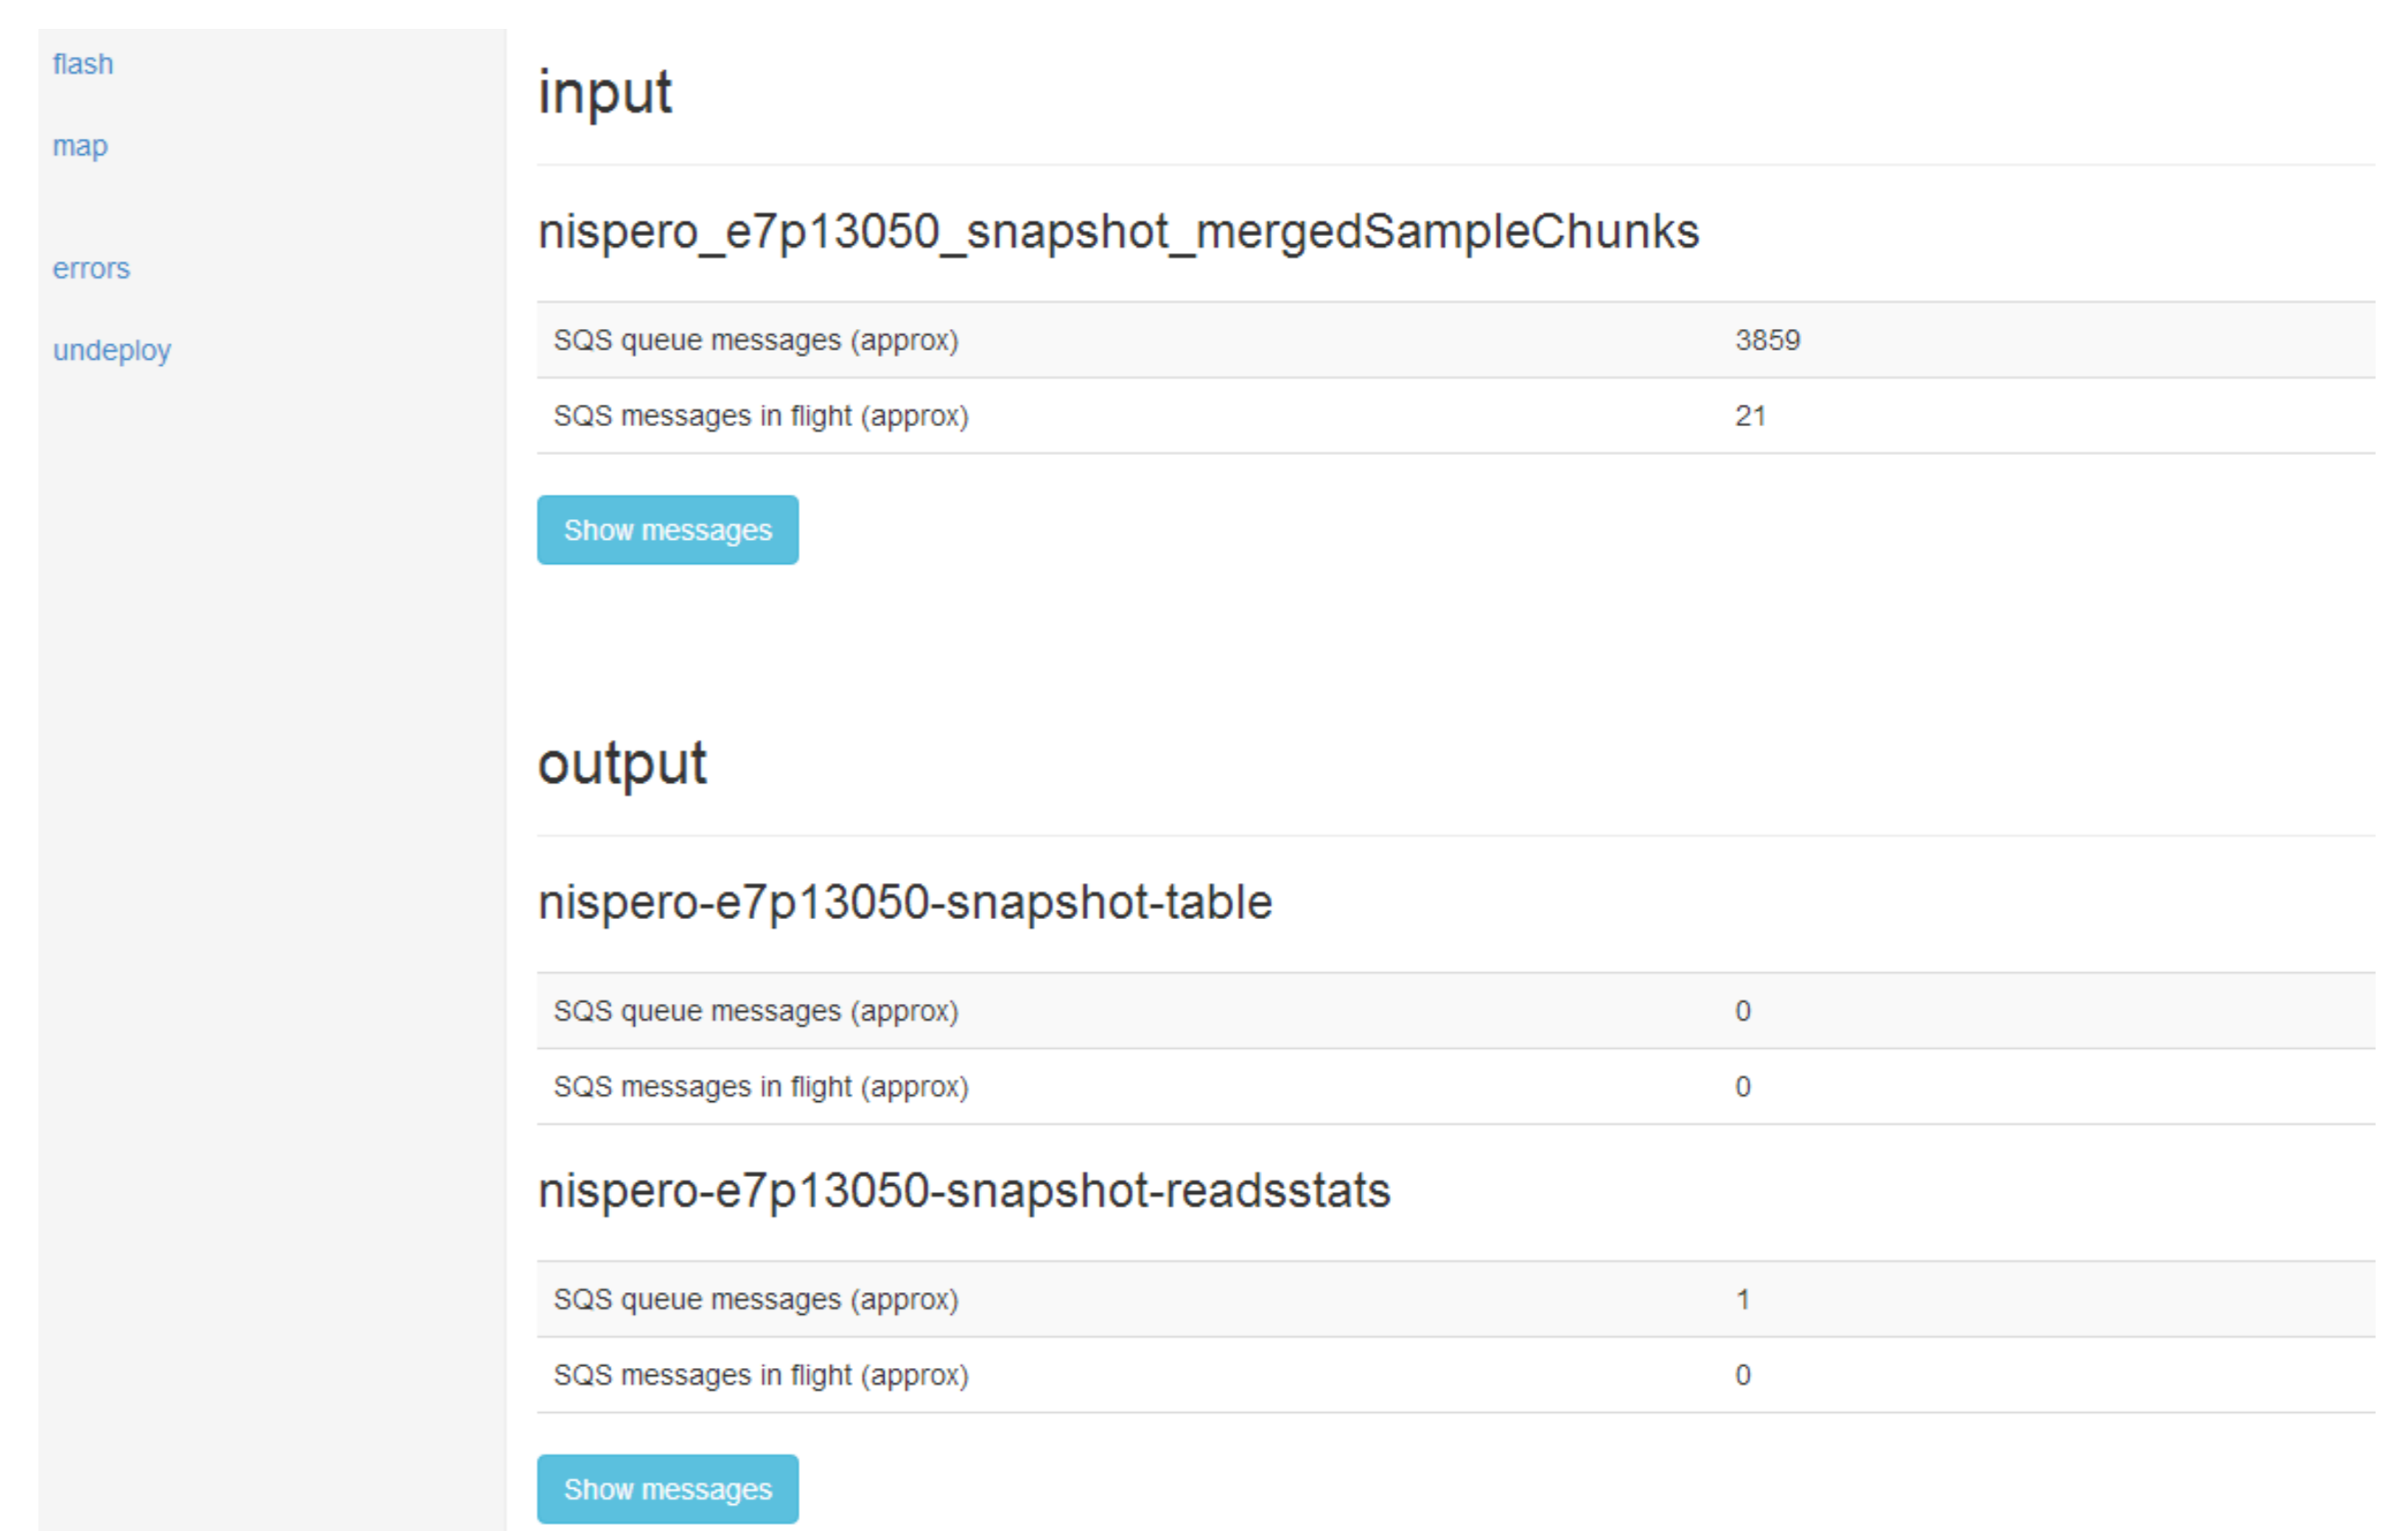 flash
map
errors
undeploy
input
nispero_e7p13050_snapshot_mergedSampleChunks
SQS queue messages (approx) 3859
SQS messages in flight (approx) 21
Show messages
output
nispero-e7p13050-snapshot-table
SQS queue messages (approx) 0
SQS messages in flight (approx) 0
nispero-e7p13050-snapshot-readsstats
SQS queue messages (approx) 1
SQS messages in flight (approx) 0
Show messages